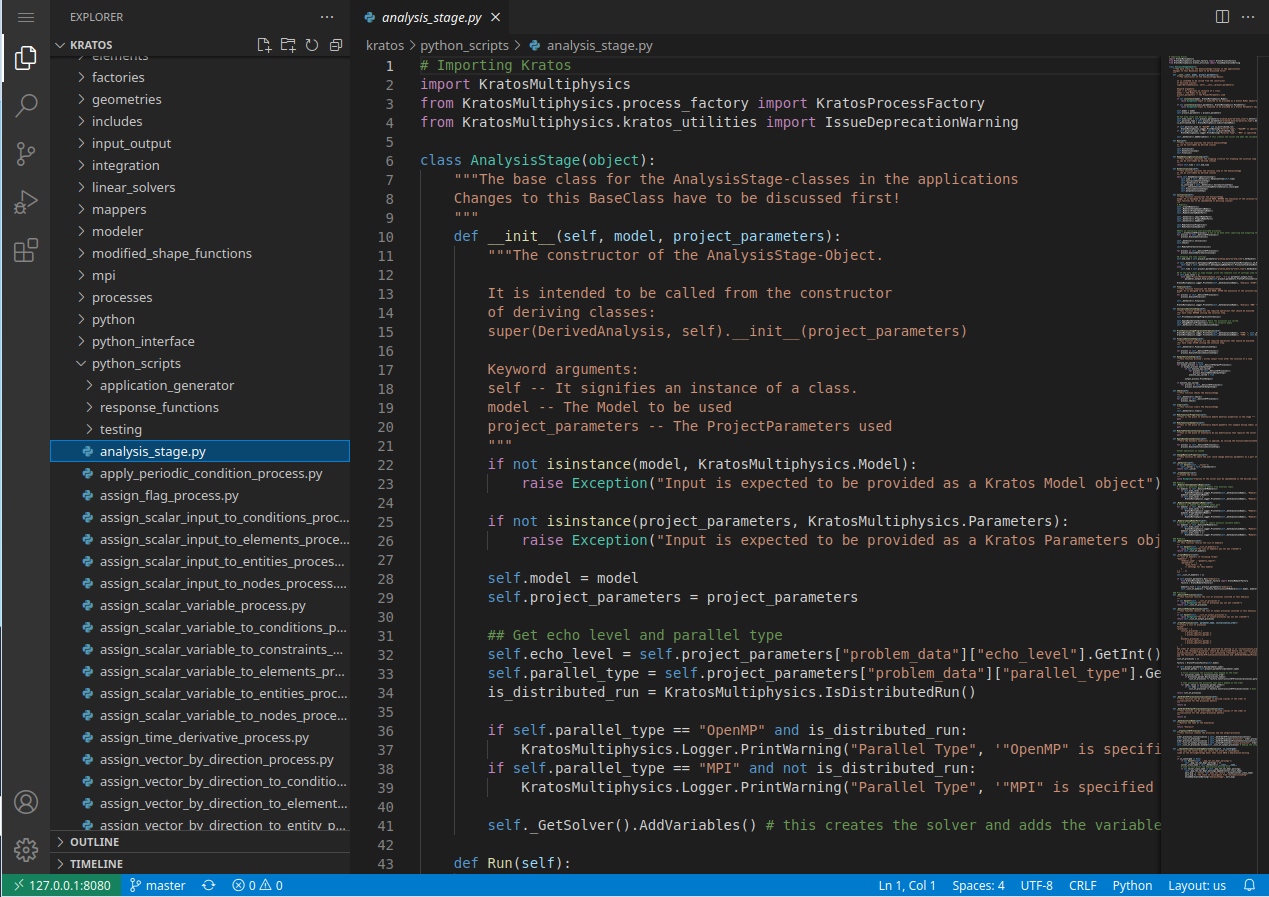 EXPLORER
KRATOS
elements
factories
geometries
includes
input_output
integration
linear_solvers
mappers
modeler
modified_shape_functions
mpi
processes
python
python_interface
python_scripts
application_generator
response_functions
testing
analysis_stage.py
apply_periodic_condition_process.py
assign_flag_process.py
assign_scalar_input_to_conditions_proc...
assign_scalar_input_to_elements_proce...
assign_scalar_input_to_entities_proces...
assign_scalar_input_to_nodes_process....
assign_scalar_variable_process.py
assign_scalar_variable_to_conditions_p...
assign_scalar_variable_to_constraints_...
assign_scalar_variable_to_elements_pr...
assign_scalar_variable_to_entities_proc...
assign_scalar_variable_to_nodes_proce...
assign_time_derivative_process.py
assign_vector_by_direction_process.py
assign_vector_by_direction_to_conditio...
assign_vector_by_direction_to_element...
assign_vector_by_direction_to_entity_p...
OUTLINE
TIMELINE
analysis_stage.py
kratos > python_scripts > analysis_stage.py
1 # Importing Kratos
2 import KratosMultiphysics
3 from KratosMultiphysics.process_factory import KratosProcessFactory
4 from KratosMultiphysics.kratos_utilities import IssueDeprecationWarning
5
6 class AnalysisStage(object):
7     """The base class for the AnalysisStage-classes in the applications
8     Changes to this BaseClass have to be discussed first!
9     """
10     def __init__(self, model, project_parameters):
11         """The constructor of the AnalysisStage-Object.
12
13         It is intended to be called from the constructor
14         of deriving classes:
15         super(DerivedAnalysis, self).__init__(project_parameters)
16
17         Keyword arguments:
18         self -- It signifies an instance of a class.
19         model -- The Model to be used
20         project_parameters -- The ProjectParameters used
21         """
22         if not isinstance(model, KratosMultiphysics.Model):
23             raise Exception("Input is expected to be provided as a Kratos Model object")
24
25         if not isinstance(project_parameters, KratosMultiphysics.Parameters):
26             raise Exception("Input is expected to be provided as a Kratos Parameters obj
27
28         self.model = model
29         self.project_parameters = project_parameters
30
31         ## Get echo level and parallel type
32         self.echo_level = self.project_parameters["problem_data"]["echo_level"].GetInt()
33         self.parallel_type = self.project_parameters["problem_data"]["parallel_type"].Ge
34         is_distributed_run = KratosMultiphysics.IsDistributedRun()
35
36         if self.parallel_type == "OpenMP" and is_distributed_run:
37             KratosMultiphysics.Logger.PrintWarning("Parallel Type", '"OpenMP" is specifi
38         if self.parallel_type == "MPI" and not is_distributed_run:
39             KratosMultiphysics.Logger.PrintWarning("Parallel Type", '"MPI" is specified
40
41         self._GetSolver().AddVariables() # this creates the solver and adds the variable
42
43     def Run(self):
127.0.0.1:8080 master 0 0 Ln 1, Col 1 Spaces: 4 UTF-8 CRLF Python Layout: us